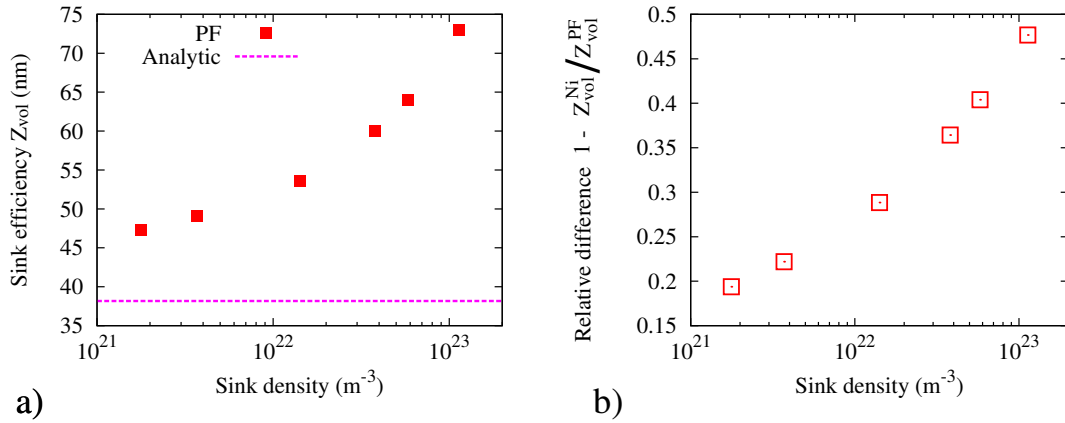 75
70
65
60
55
50
45
40
35
Sink efficiency Z_vol (nm)
PF
Analytic
10^21
10^22
10^23
Sink density (m^-3)
a)
0.5
0.45
0.4
0.35
0.3
0.25
0.2
0.15
Relative difference 1 - Z_vol^Ni/Z_vol^PF
10^21
10^22
10^23
Sink density (m^-3)
b)